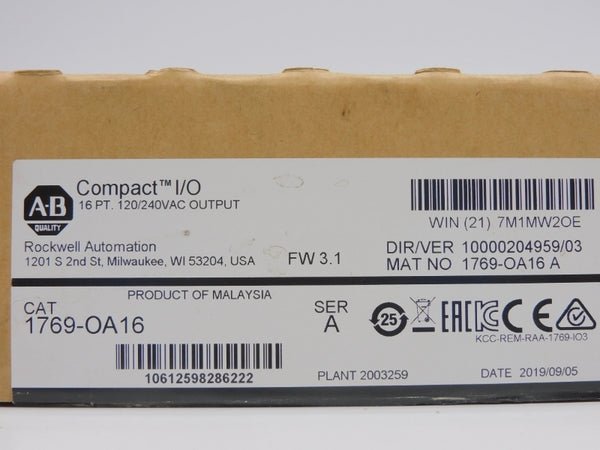 A-B
QUALITY
Compact™ I/O
16 PT. 120/240VAC OUTPUT
Rockwell Automation
1201 S 2nd St, Milwaukee, WI 53204, USA
FW 3.1
WIN (21) 7M1MW2OE
DIR/VER 10000204959/03
MAT NO 1769-OA16 A
PRODUCT OF MALAYSIA
CAT
1769-OA16
10612598286222
SER
A
PLANT 2003259
25
EAC
KC
CE
KCC-REM-RAA-1769-IO3
DATE 2019/09/05